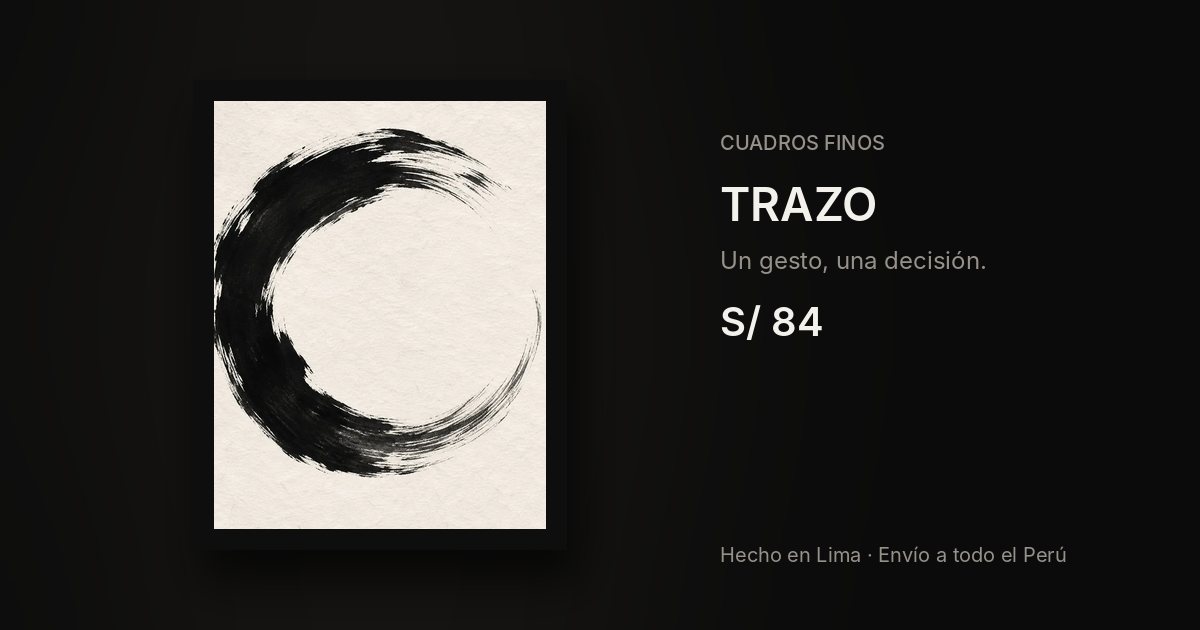 CUADROS FINOS
TRAZO
Un gesto, una decisión.
S/ 84
Hecho en Lima · Envío a todo el Perú